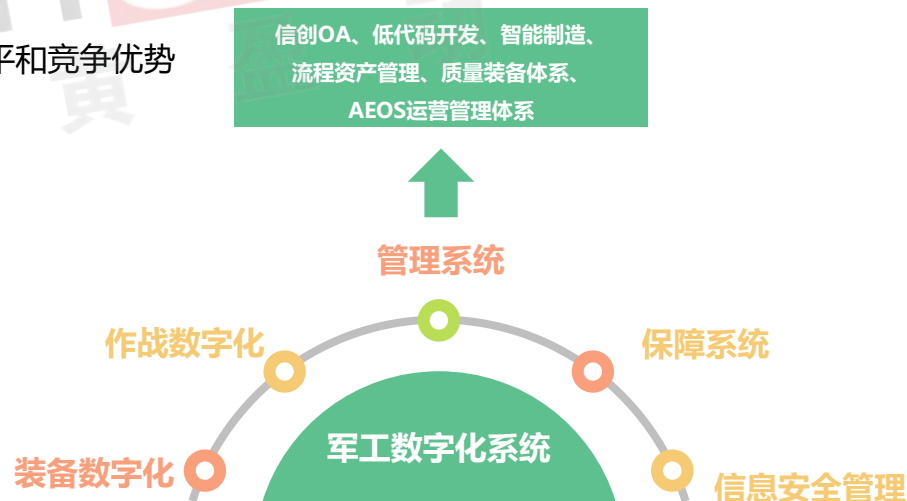 平和竞争优势
信创OA、低代码开发、智能制造、
流程资产管理、质量装备体系、
AEOS运营管理体系
管理系统
作战数字化
保障系统
军工数字化系统
装备数字化
信息安全管理